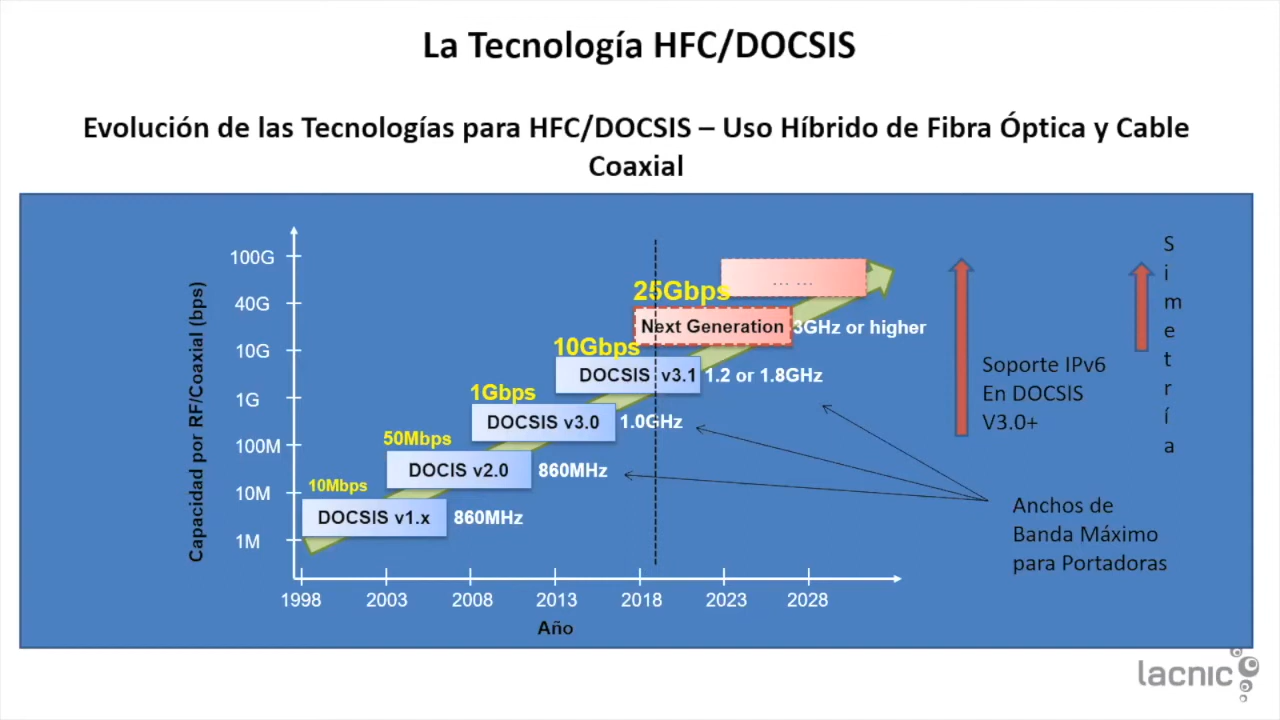 La Tecnología HFC/DOCSIS
Evolución de las Tecnologías para HFC/DOCSIS – Uso Híbrido de Fibra Óptica y Cable
Coaxial
Capacidad por RF/Coaxial (bps)
100G
40G
10G
1G
100M
10M
1M
... ...
25Gbps
Next Generation
3GHz or higher
10Gbps
DOCSIS v3.1
1.2 or 1.8GHz
1Gbps
DOCSIS v3.0
1.0GHz
50Mbps
DOCIS v2.0
860MHz
10Mbps
DOCSIS v1.x
860MHz
1998
2003
2008
2013
2018
2023
2028
Año
Soporte IPv6
En DOCSIS
V3.0+
S
i
m
e
t
r
í
a
Anchos de
Banda Máximo
para Portadoras
lacnic